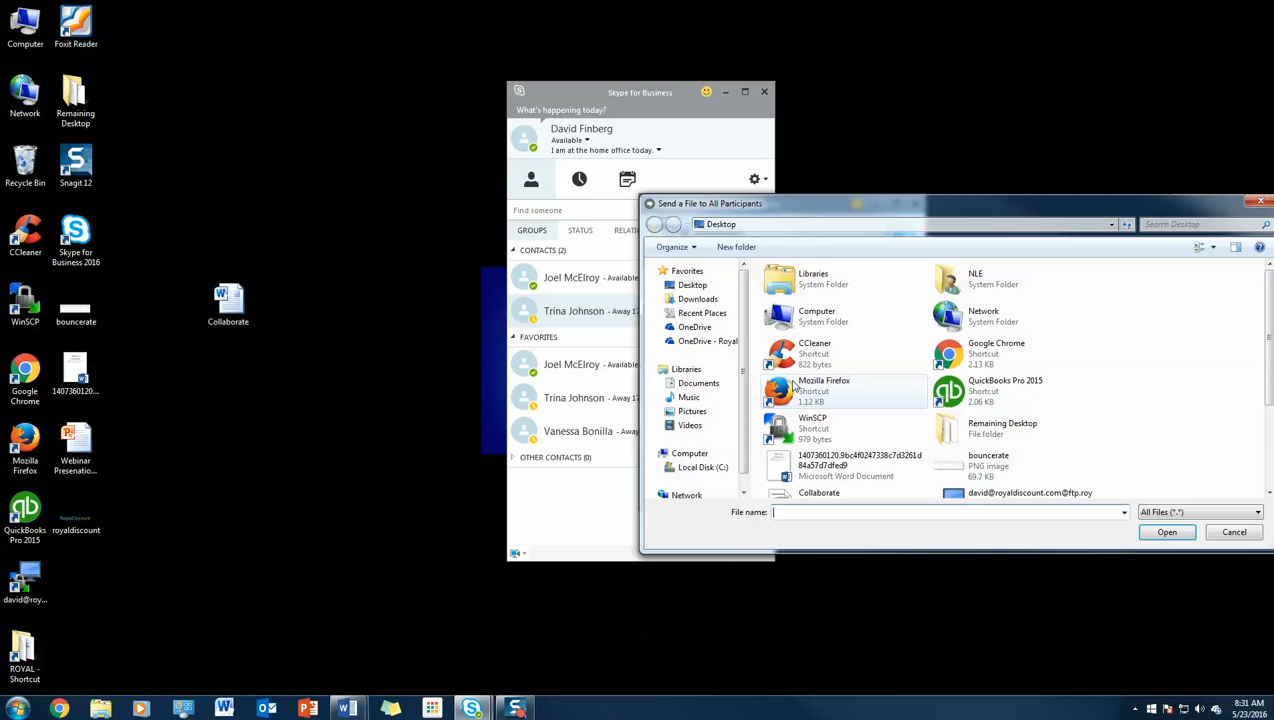 Computer
Foxit Reader
Network
Remaining
Desktop
Recycle Bin
Snagit 12
CCleaner
Skype for
Business 2016
WinSCP
bouncerate
Collaborate
Google
Chrome
1407360120...
Mozilla
Firefox
Webinar
Presenatio...
QuickBooks
Pro 2015
royaldiscount
david@roy...
ROYAL -
Shortcut
Skype for Business
What's happening today?
David Finberg
Available
I am at the home office today.
Find someone
GROUPS
STATUS
RELATI
CONTACTS (2)
Joel McElroy - Available
Trina Johnson - Away 17
FAVORITES
Joel McElroy - Available
Trina Johnson - Away 17
Vanessa Bonilla - Away
OTHER CONTACTS (0)
Send a File to All Participants
Desktop
Search Desktop
Organize
New folder
Favorites
Desktop
Downloads
Recent Places
OneDrive
OneDrive - Royal
Libraries
Documents
Music
Pictures
Videos
Computer
Local Disk (C:)
Network
Libraries
System Folder
NLE
System Folder
Computer
System Folder
Network
System Folder
CCleaner
Shortcut
822 bytes
Google Chrome
Shortcut
2.13 KB
Mozilla Firefox
Shortcut
1.12 KB
QuickBooks Pro 2015
Shortcut
2.06 KB
WinSCP
Shortcut
979 bytes
Remaining Desktop
File folder
1407360120.9bc4f0247338c7d3261d
84a57d7dfed9
Microsoft Word Document
bouncerate
PNG image
69.7 KB
Collaborate
david@royaldiscount.com@ftp.roy
File name:
All Files (*.*)
Open
Cancel
8:31 AM
5/23/2016